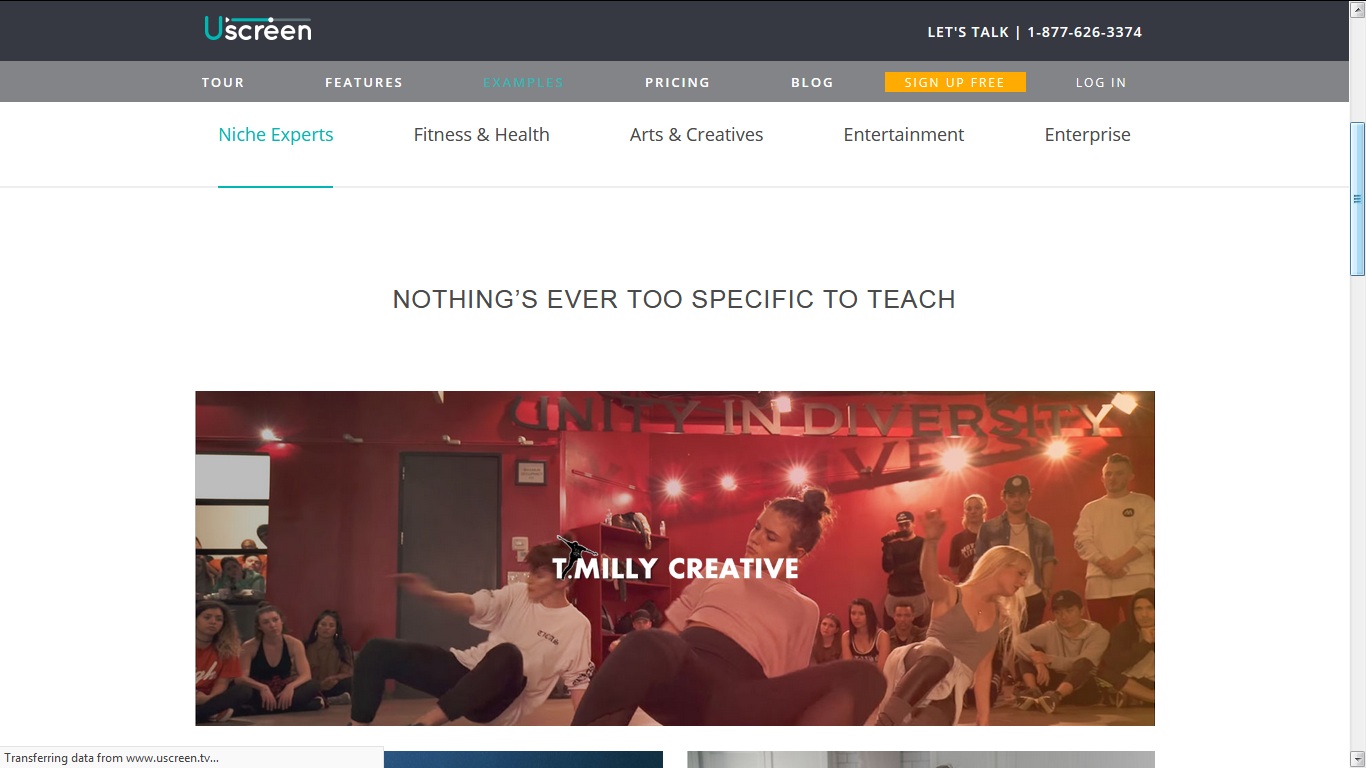 Uscreen
LET'S TALK | 1-877-626-3374
TOUR FEATURES EXAMPLES PRICING BLOG SIGN UP FREE LOG IN
Niche Experts Fitness & Health Arts & Creatives Entertainment Enterprise
NOTHING’S EVER TOO SPECIFIC TO TEACH
UNITY IN DIVERSITY
T.MILLY CREATIVE
Transferring data from www.uscreen.tv...